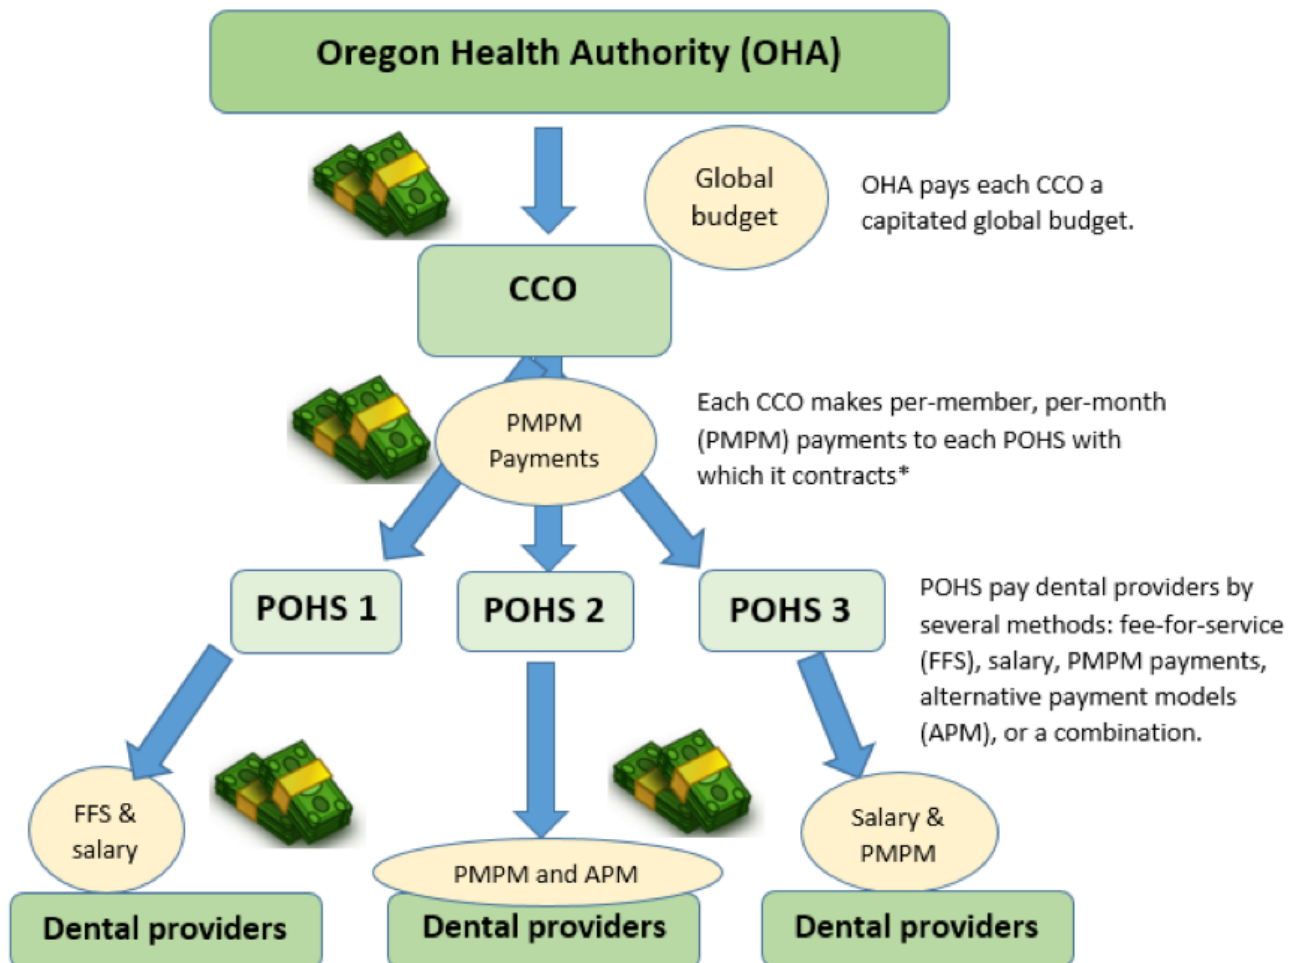 Oregon Health Authority (OHA)
Global
budget
OHA pays each CCO a
capitated global budget.
CCO
PMPM
Payments
Each CCO makes per-member, per-month
(PMPM) payments to each POHS with
which it contracts*
POHS 1
POHS 2
POHS 3
POHS pay dental providers by
several methods: fee-for-service
(FFS), salary, PMPM payments,
alternative payment models
(APM), or a combination.
FFS &
salary
PMPM and APM
Salary &
PMPM
Dental providers
Dental providers
Dental providers